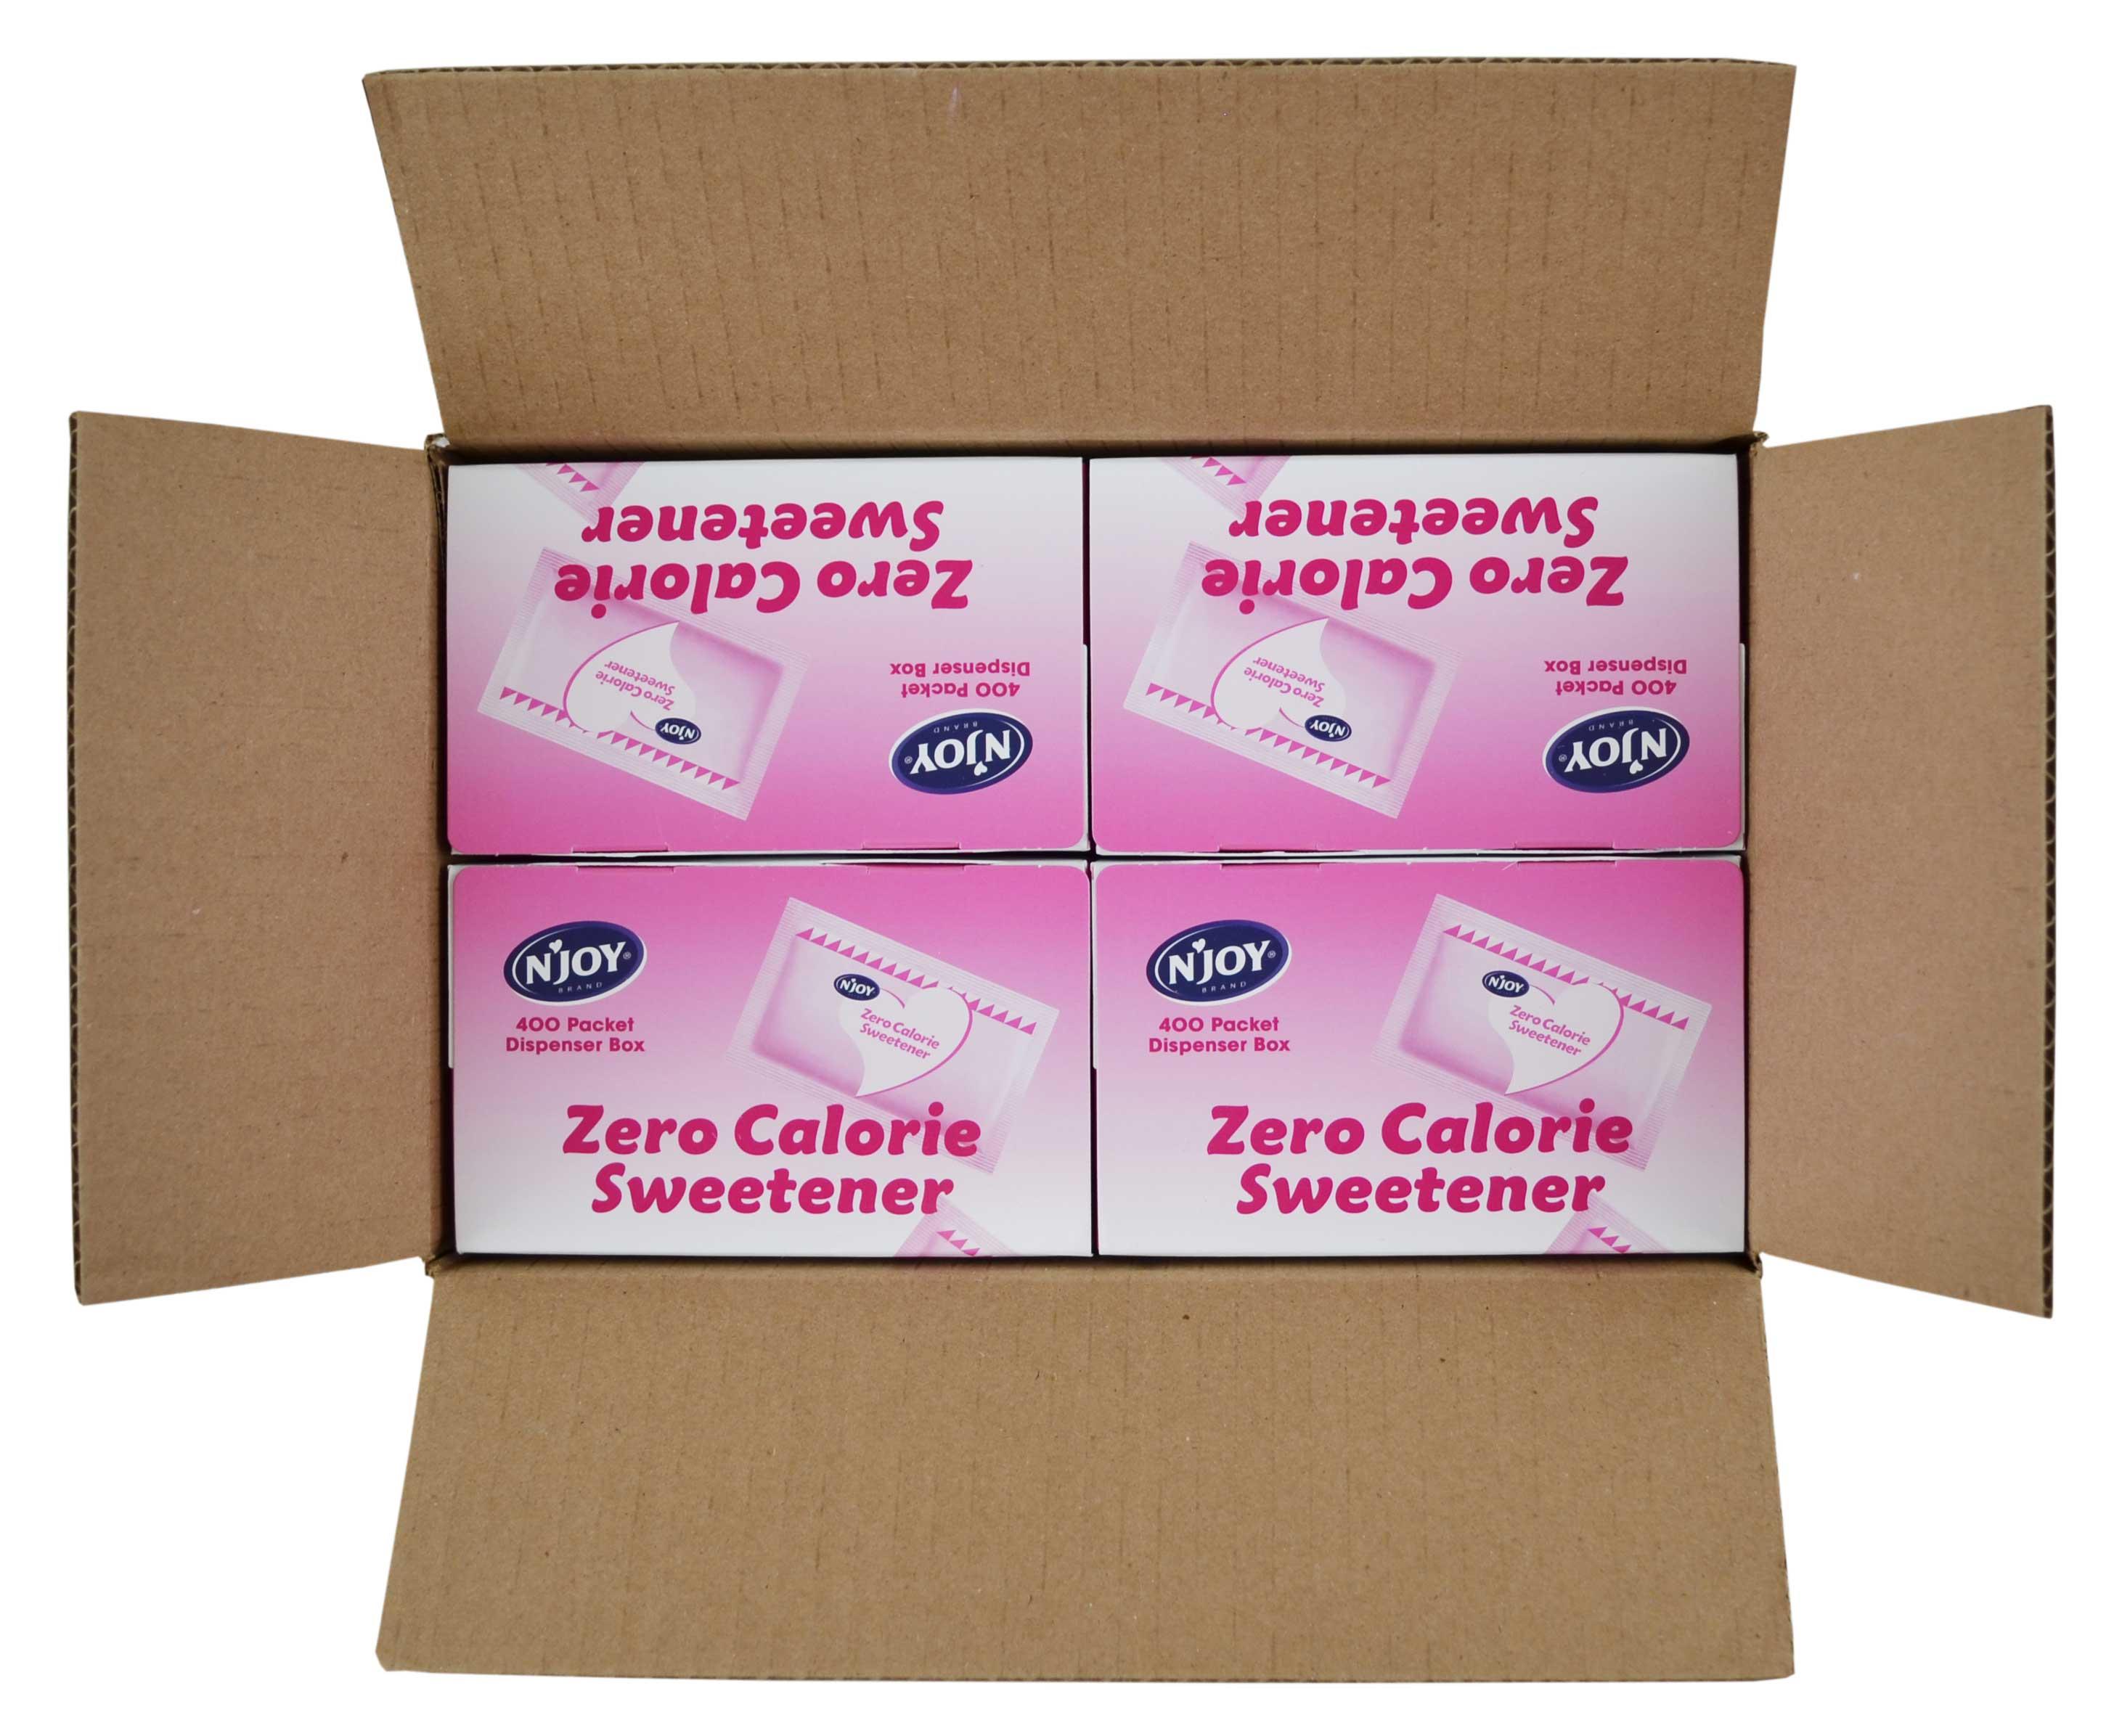 Zero Calorie
Sweetener
400 Packet
Dispenser Box
N'JOY®
BRAND
N'JOY
Zero Calorie
Sweetener
Zero Calorie
Sweetener
400 Packet
Dispenser Box
N'JOY®
BRAND
N'JOY
Zero Calorie
Sweetener
N'JOY®
BRAND
400 Packet
Dispenser Box
N'JOY
Zero Calorie
Sweetener
Zero Calorie
Sweetener
N'JOY®
BRAND
400 Packet
Dispenser Box
N'JOY
Zero Calorie
Sweetener
Zero Calorie
Sweetener